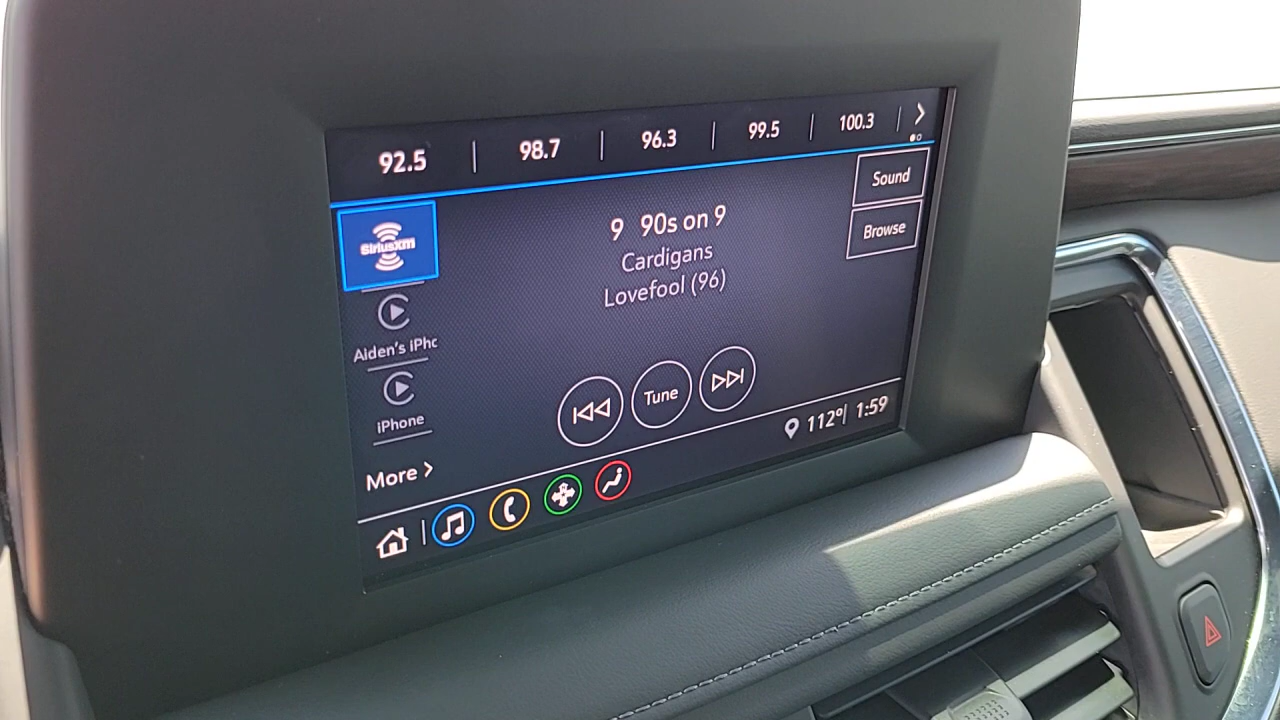 92.5 | 98.7 | 96.3 | 99.5 | 100.3
Sound
SiriusXM
9 90s on 9
Browse
Cardigans
Lovefool (96)
Aiden's iPhc
iPhone
Tune
More
112° 1:59